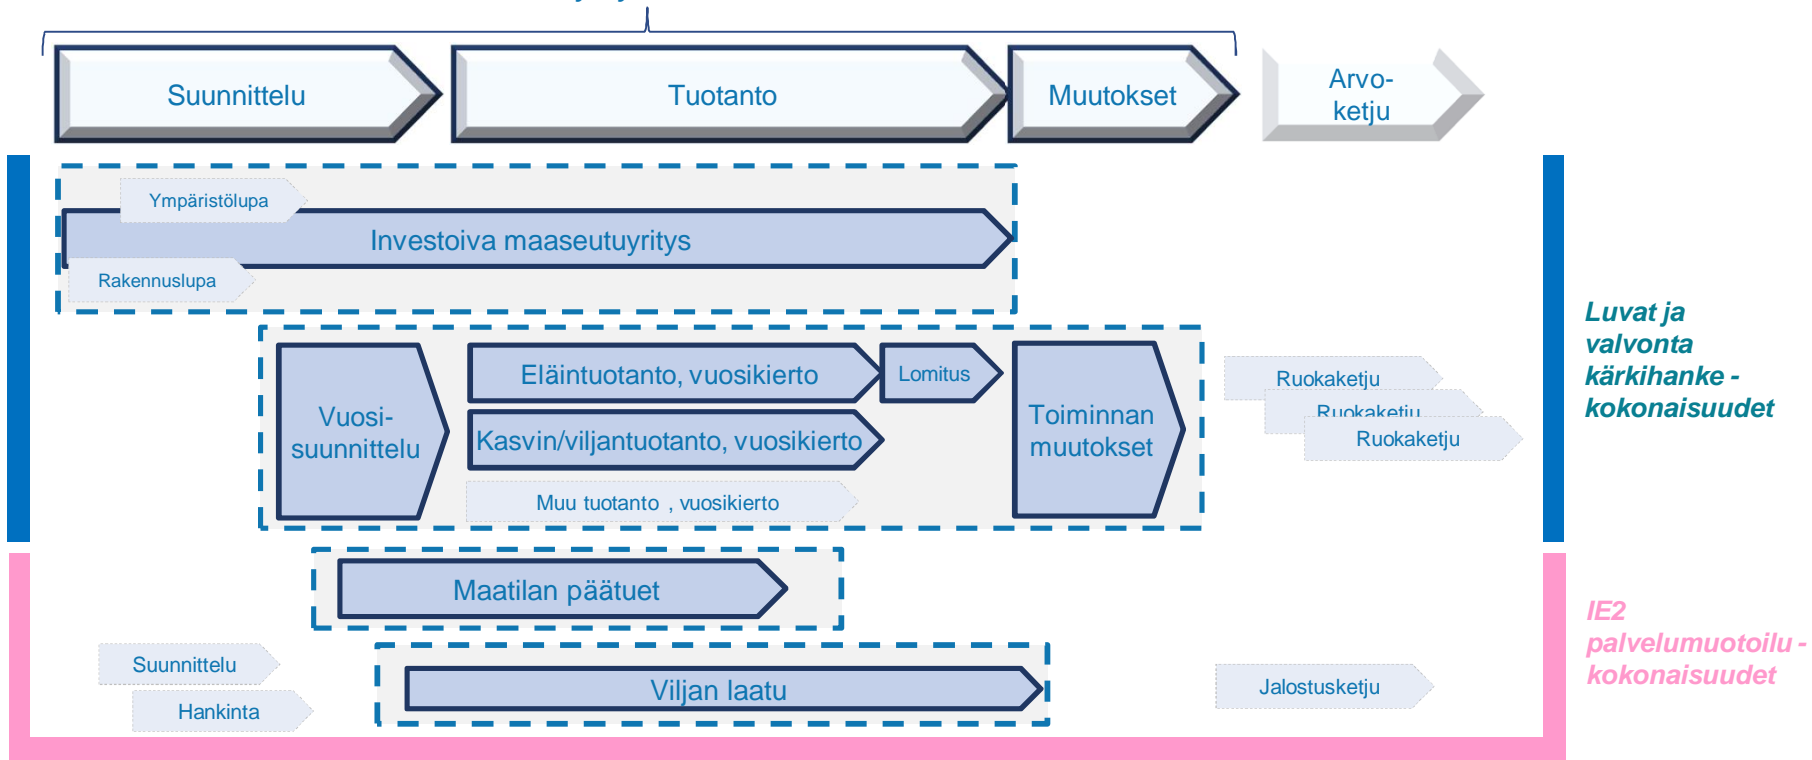 Suunnittelu
Tuotanto
Muutokset
Arvo-
ketju
Ympäristölupa
Investoiva maaseutuyritys
Rakennuslupa
Vuosi-
suunnittelu
Eläintuotanto, vuosikierto
Lomitus
Kasvin/viljantuotanto, vuosikierto
Muu tuotanto , vuosikierto
Toiminnan
muutokset
Ruokaketju
Ruokaketju
Ruokaketju
Luvat ja
valvonta
kärkihanke -
kokonaisuudet
Maatilan päätuet
Suunnittelu
Hankinta
Viljan laatu
Jalostusketju
IE2
palvelumuotoilu -
kokonaisuudet